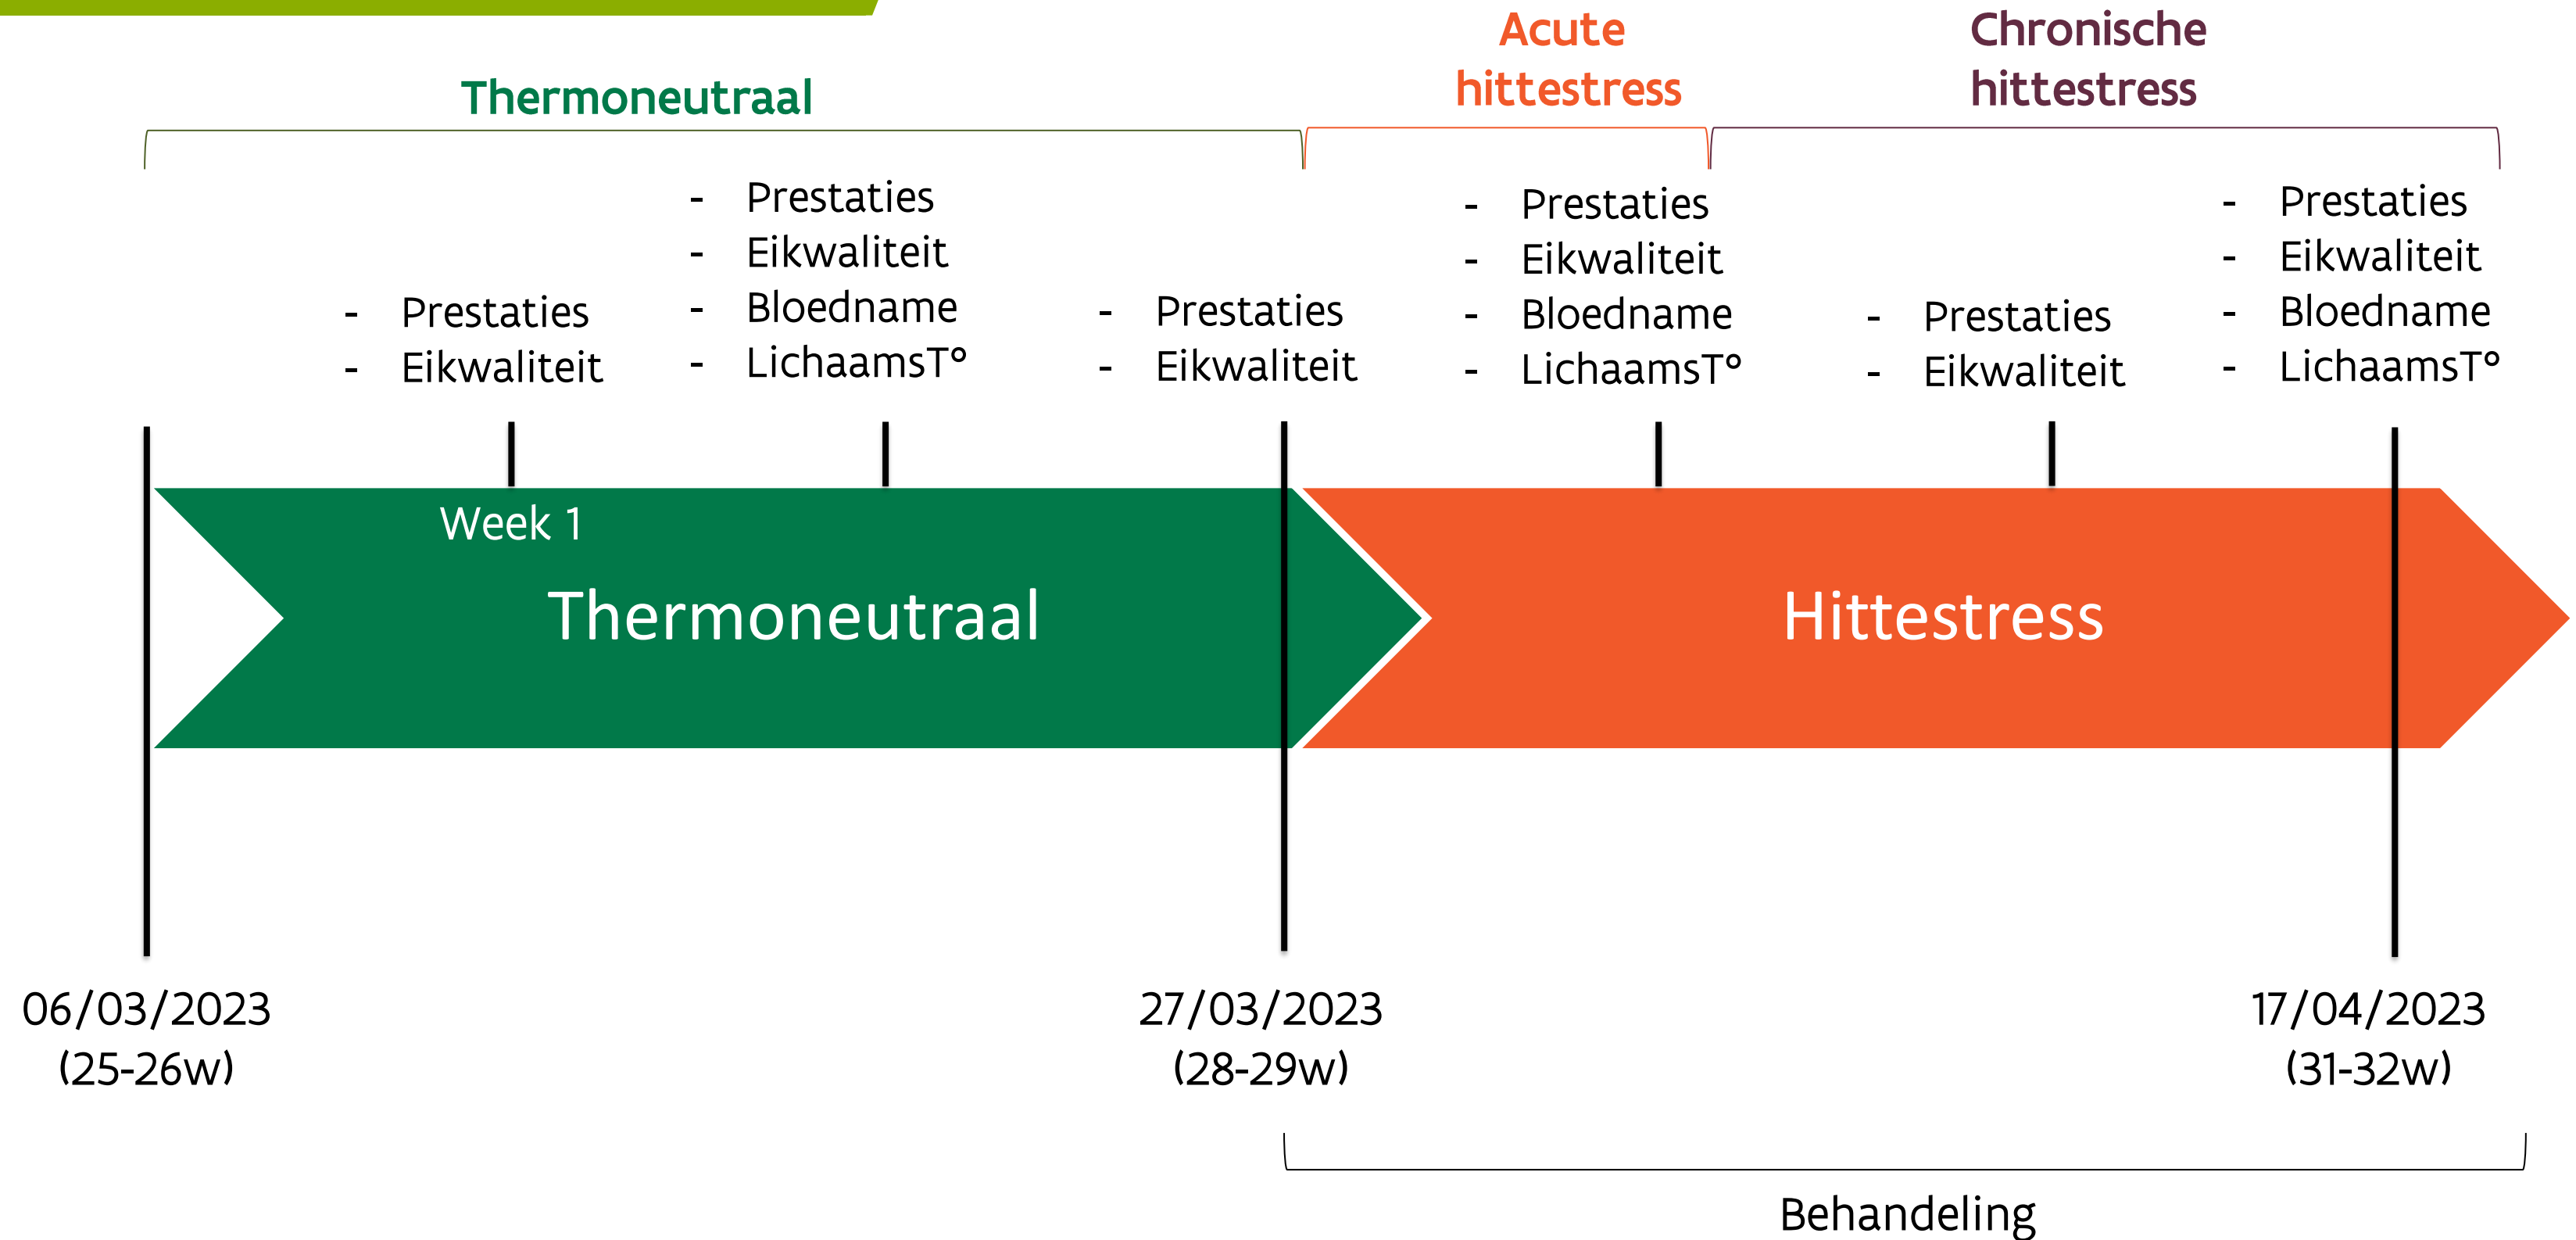 Thermoneutraal
Acute
hittestress
Chronische
hittestress
- Prestaties
- Eikwaliteit
- Prestaties
- Eikwaliteit
- Bloedname
- LichaamsT°
- Prestaties
- Eikwaliteit
- Prestaties
- Eikwaliteit
- Bloedname
- LichaamsT°
- Prestaties
- Eikwaliteit
- Prestaties
- Eikwaliteit
- Bloedname
- LichaamsT°
Week 1
Thermoneutraal
Hittestress
06/03/2023
(25-26w)
27/03/2023
(28-29w)
17/04/2023
(31-32w)
Behandeling